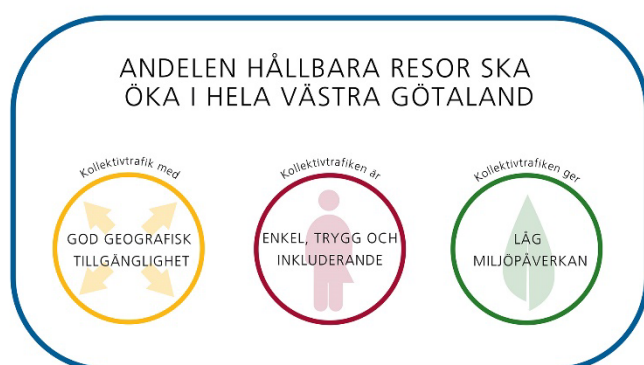 ANDELEN HÅLLBARA RESOR SKA
ÖKA I HELA VÄSTRA GÖTALAND
Kollektivtrafik med
GOD GEOGRAFISK
TILLGÄNGLIGHET
Kollektivtrafiken är
ENKEL, TRYGG OCH
INKLUDERANDE
Kollektivtrafiken ger
LÅG
MILJÖPÅVERKAN